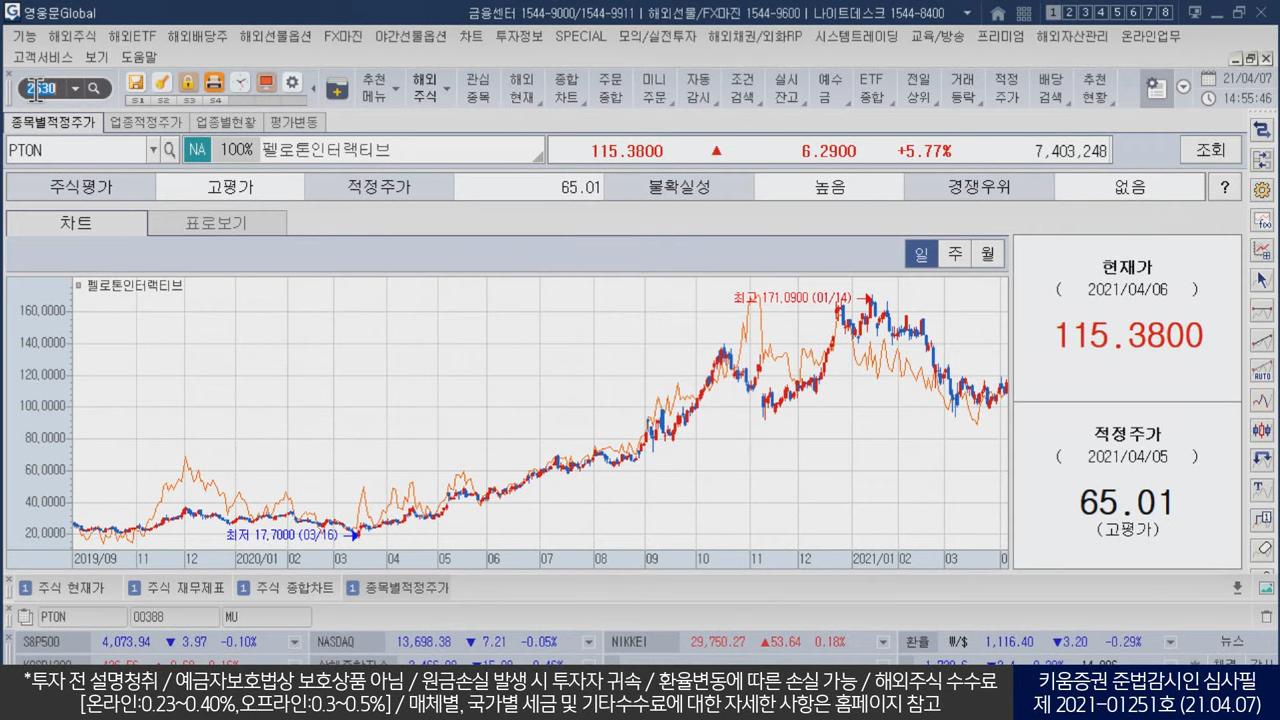 영웅문Global 금융센터 1544-9000/1544-9911 | 해외선물/FX마진 1544-9600 | 나이트데스크 1544-8400 1 2 3 4 5 6 7 8
기능 해외주식 해외ETF 해외배당주 해외선물옵션 FX마진 야간선물옵션 차트 투자정보 SPECIAL 모의/실전투자 해외채권/외화RP 시스템트레이딩 교육/방송 프리미엄 해외자산관리 온라인업무
고객서비스 보기 도움말
2630 S1 S2 S3 S4 추천메뉴 해외주식 관심종목 해외현재 종합차트 주문종합 미니주문 자동감시 조건검색 실시잔고 예수금 ETF종합 전일상위 거래등락 적정주가 배당검색 추천현황 21/04/07
14:55:46
종목별적정주가 업종적정주가 업종별현황 평가변동
PTON NA 100% 펠로톤인터랙티브 115.3800 ▲ 6.2900 +5.77% 7,403,248 조회
주식평가 고평가 적정주가 65.01 불확실성 높음 경쟁우위 없음 ?
차트 표로보기
일 주 월
펠로톤인터랙티브
최고 171.0900 (01/14)
160,0000
140,0000
120,0000
100,0000
80,0000
60,0000
40,0000
20,0000
최저 17,7000 (03/16)
2019/09 11 12 2020/01 02 03 04 05 06 07 08 09 10 11 12 2021/01 02 03 0
현재가
( 2021/04/06 )
115.3800
적정주가
( 2021/04/05 )
65.01
(고평가)
f(x)
AUTO
1 주식 현재가 1 주식 재무제표 1 주식 종합차트 1 종목별적정주가
PTON 00388 MU
S&P500 4,073.94 ▼ 3.97 -0.10% NASDAQ 13,698.38 ▼ 7.21 -0.05% NIKKEI 29,750.27 ▲53.64 0.18% 환율 ₩/$ 1,116.40 ▼3.20 -0.29% 뉴스
*투자 전 설명청취 / 예금자보호법상 보호상품 아님 / 원금손실 발생 시 투자자 귀속 / 환율변동에 따른 손실 가능 / 해외주식 수수료
[온라인:0.23~0.40%,오프라인:0.3~0.5%] / 매체별, 국가별 세금 및 기타수수료에 대한 자세한 사항은 홈페이지 참고
키움증권 준법감시인 심사필
제 2021-01251호 (21.04.07)